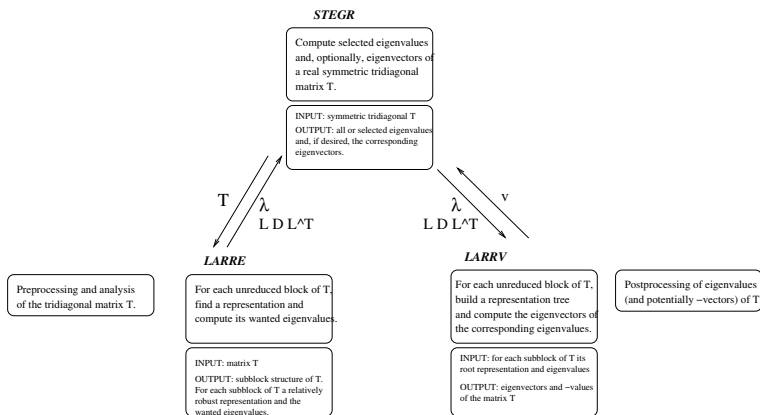 STEGR
Compute selected eigenvalues
and, optionally, eigenvectors of
a real symmetric tridiagonal
matrix T.
INPUT: symmetric tridiagonal T
OUTPUT: all or selected eigenvalues
and, if desired, the corresponding
eigenvectors.
T
λ
L D L^T
λ
L D L^T
v
LARRE
LARRV
Preprocessing and analysis
of the tridiagonal matrix T.
For each unreduced block of T,
find a representation and
compute its wanted eigenvalues.
INPUT: matrix T
OUTPUT: subblock structure of T.
For each subblock of T a relatively
robust representation and the
wanted eigenvalues.
For each unreduced block of T,
build a representation tree
and compute the eigenvectors of
the corresponding eigenvalues.
INPUT: for each subblock of T its
root representation and eigenvalues
OUTPUT: eigenvectors and −values
of the matrix T
Postprocessing of eigenvalues
(and potentially −vectors) of T